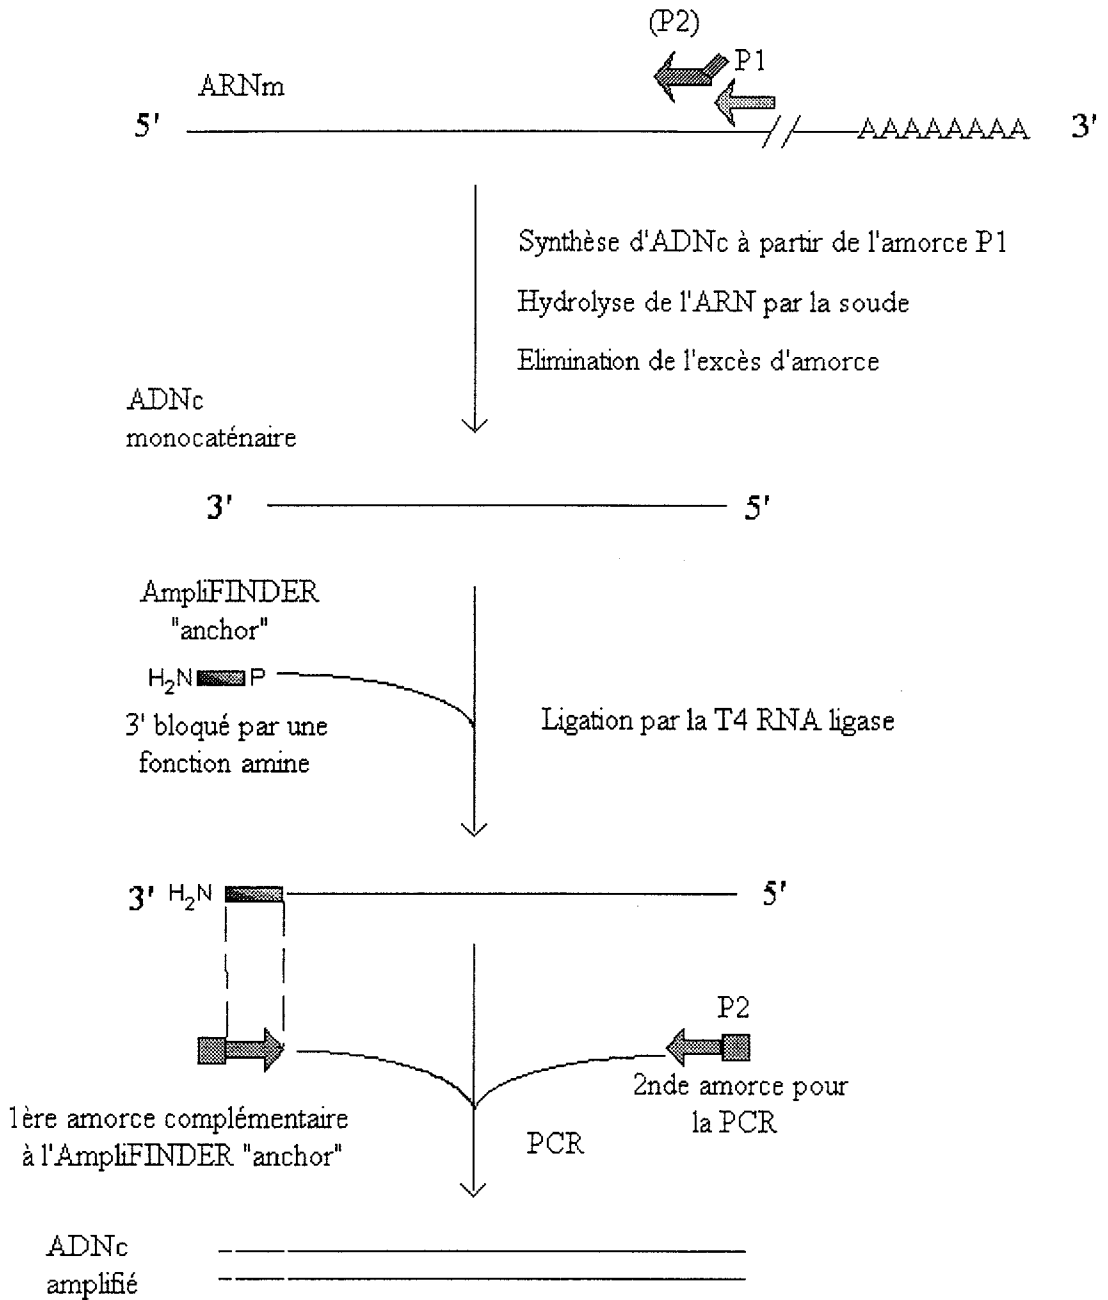 (P2)
P1
ARNm
5' AAAAAAAA 3'
Synthèse d'ADNc à partir de l'amorce P1
Hydrolyse de l'ARN par la soude
Elimination de l'excès d'amorce
ADNc
monocaténaire
3' 5'
AmpliFINDER
"anchor"
H2N P
3' bloqué par une
fonction amine
Ligation par la T4 RNA ligase
3' H2N 5'
P2
1ère amorce complémentaire
à l'AmpliFINDER "anchor"
2nde amorce pour
la PCR
PCR
ADNc
amplifié